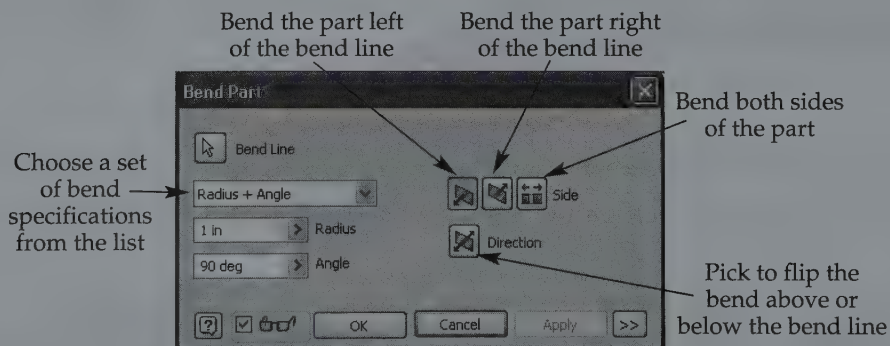 Bend the part left
of the bend line
Bend the part right
of the bend line
Bend Part
Bend both sides
of the part
Bend Line
Choose a set
of bend
specifications
from the list
Radius + Angle
Side
1 in
Radius
Direction
90 deg
Angle
Pick to flip the
bend above or
below the bend line
?
OK
Cancel
Apply
>>